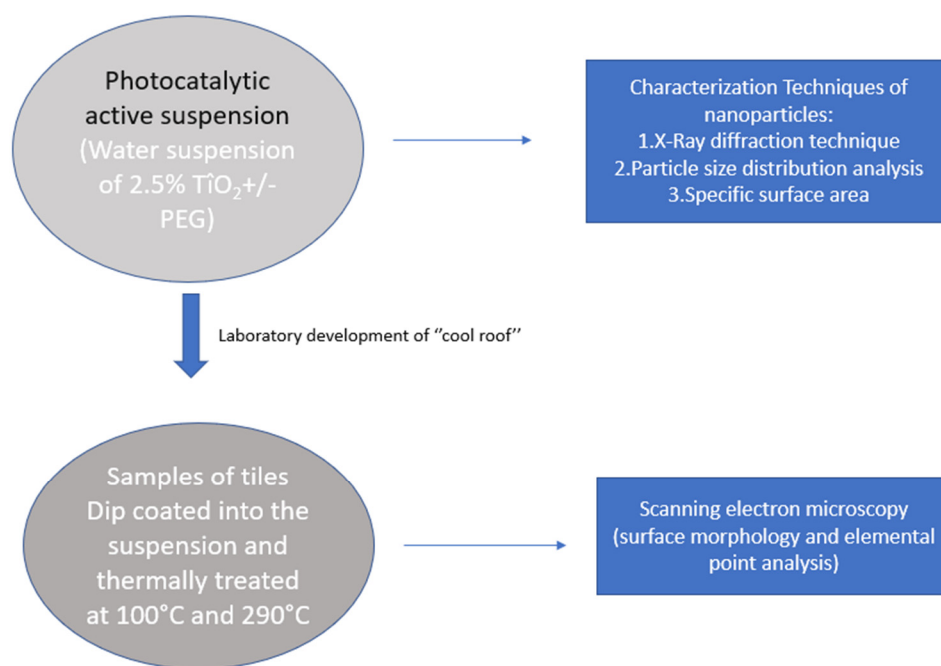 Photocatalytic
active suspension
(Water suspension
of 2.5% TîO₂+/-
PEG)
Characterization Techniques of
nanoparticles:
1.X-Ray diffraction technique
2.Particle size distribution analysis
3.Specific surface area
Laboratory development of ‘’cool roof’’
Samples of tiles
Dip coated into the
suspension and
thermally treated
at 100°C and 290°C
Scanning electron microscopy
(surface morphology and elemental
point analysis)